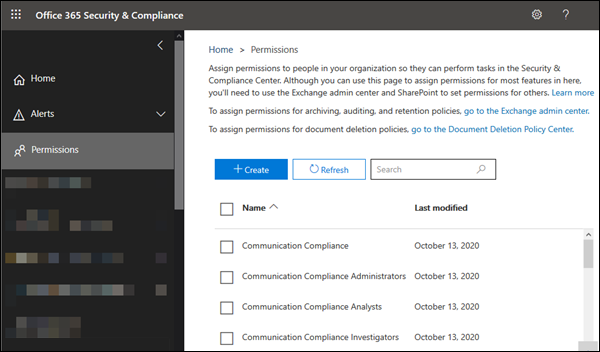 Office 365 Security & Compliance
?
Home
Alerts
Permissions
Home > Permissions
Assign permissions to people in your organization so they can perform tasks in the Security &
Compliance Center. Although you can use this page to assign permissions for most features in here,
you'll need to use the Exchange admin center and SharePoint to set permissions for others. Learn more
To assign permissions for archiving, auditing, and retention policies, go to the Exchange admin center.
To assign permissions for document deletion policies, go to the Document Deletion Policy Center.
+ Create
Refresh
Search
Name Last modified
Communication Compliance October 13, 2020
Communication Compliance Administrators October 13, 2020
Communication Compliance Analysts October 13, 2020
Communication Compliance Investigators October 13, 2020